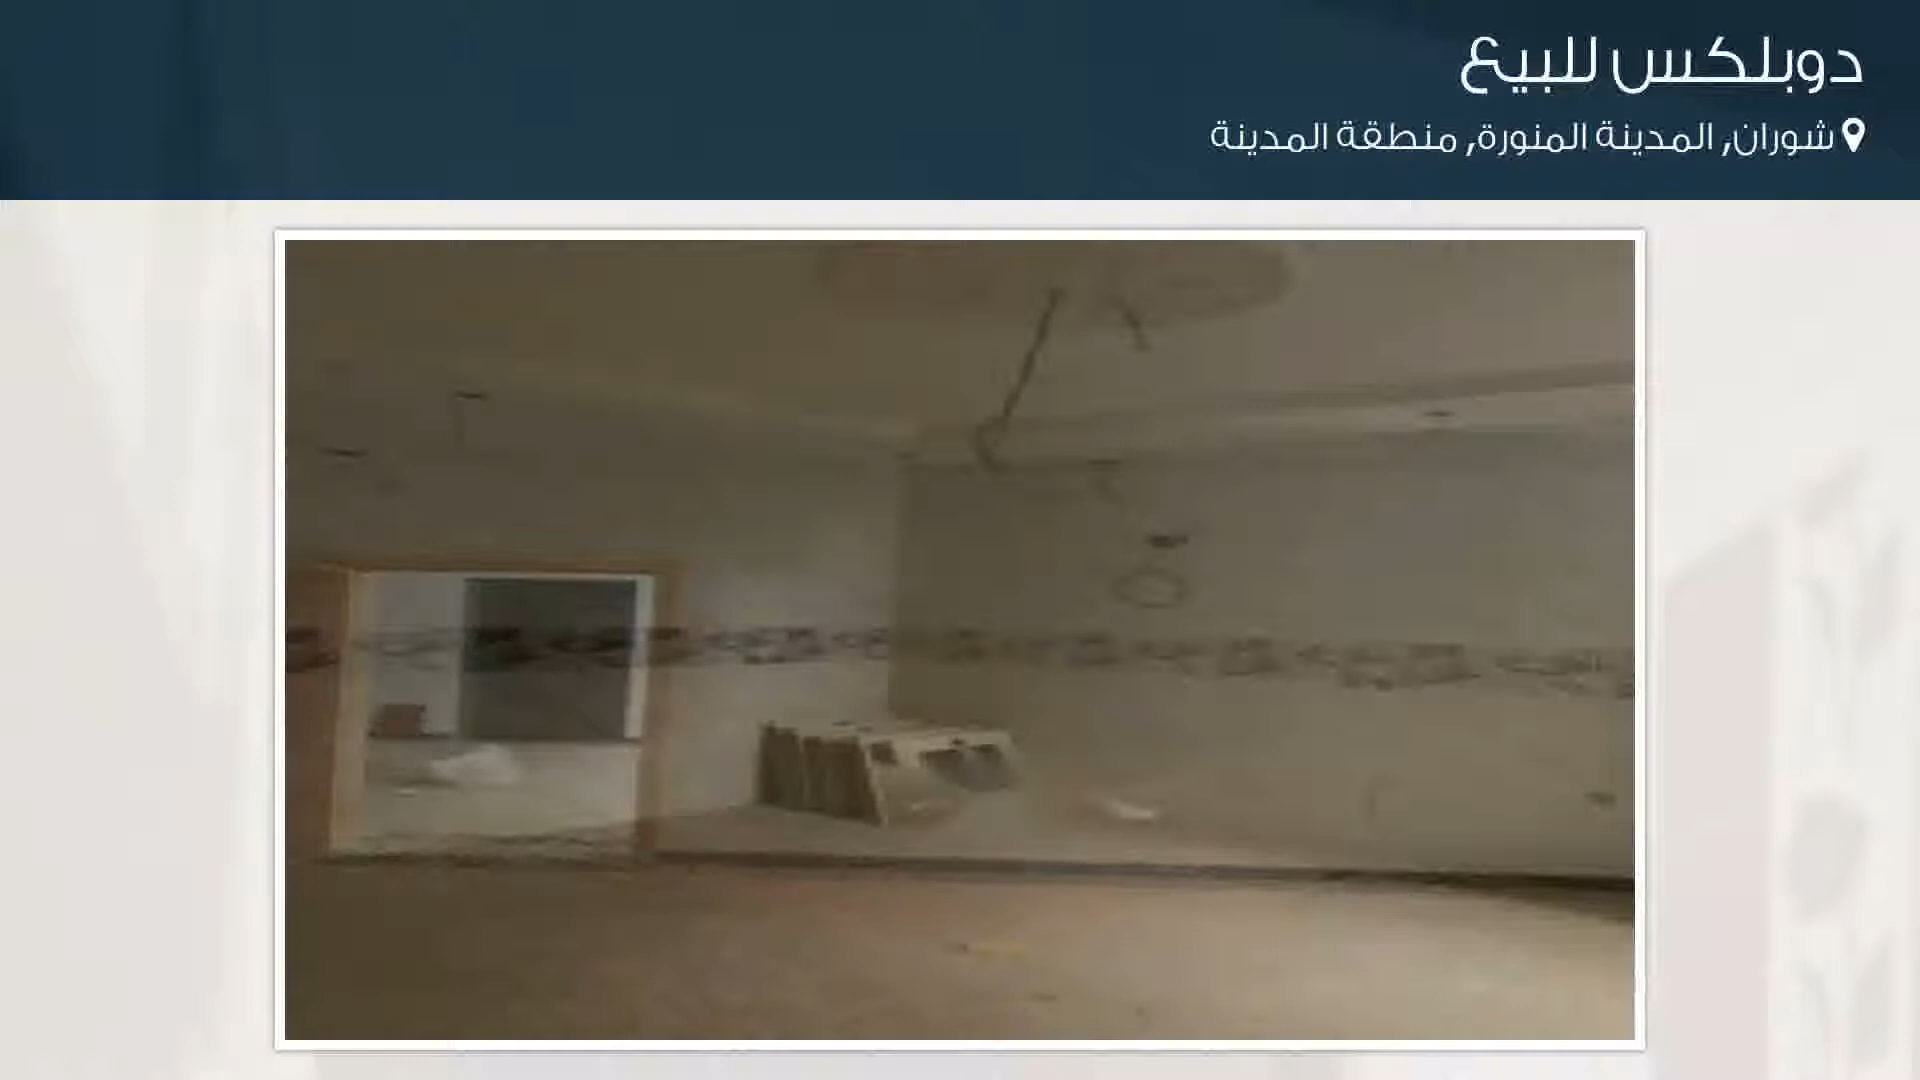 دوبلكس للبيع
شوران, المدينة المنورة, منطقة المدينة